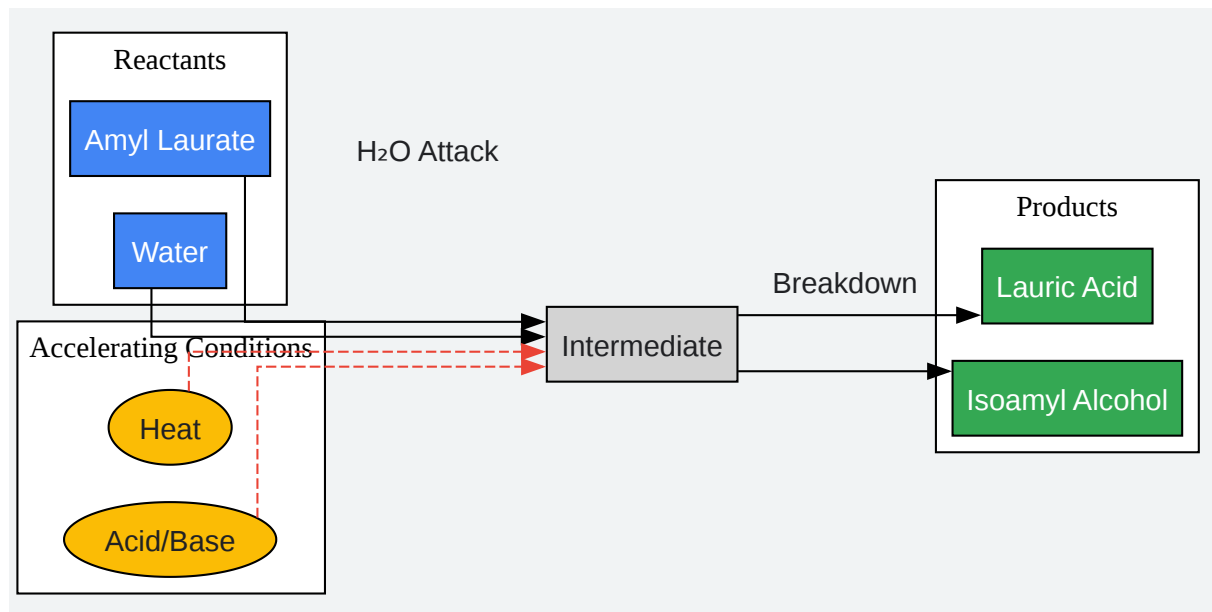 Reactants
Amyl Laurate
Water
H₂O Attack
Accelerating Conditions
Heat
Acid/Base
Intermediate
Breakdown
Products
Lauric Acid
Isoamyl Alcohol